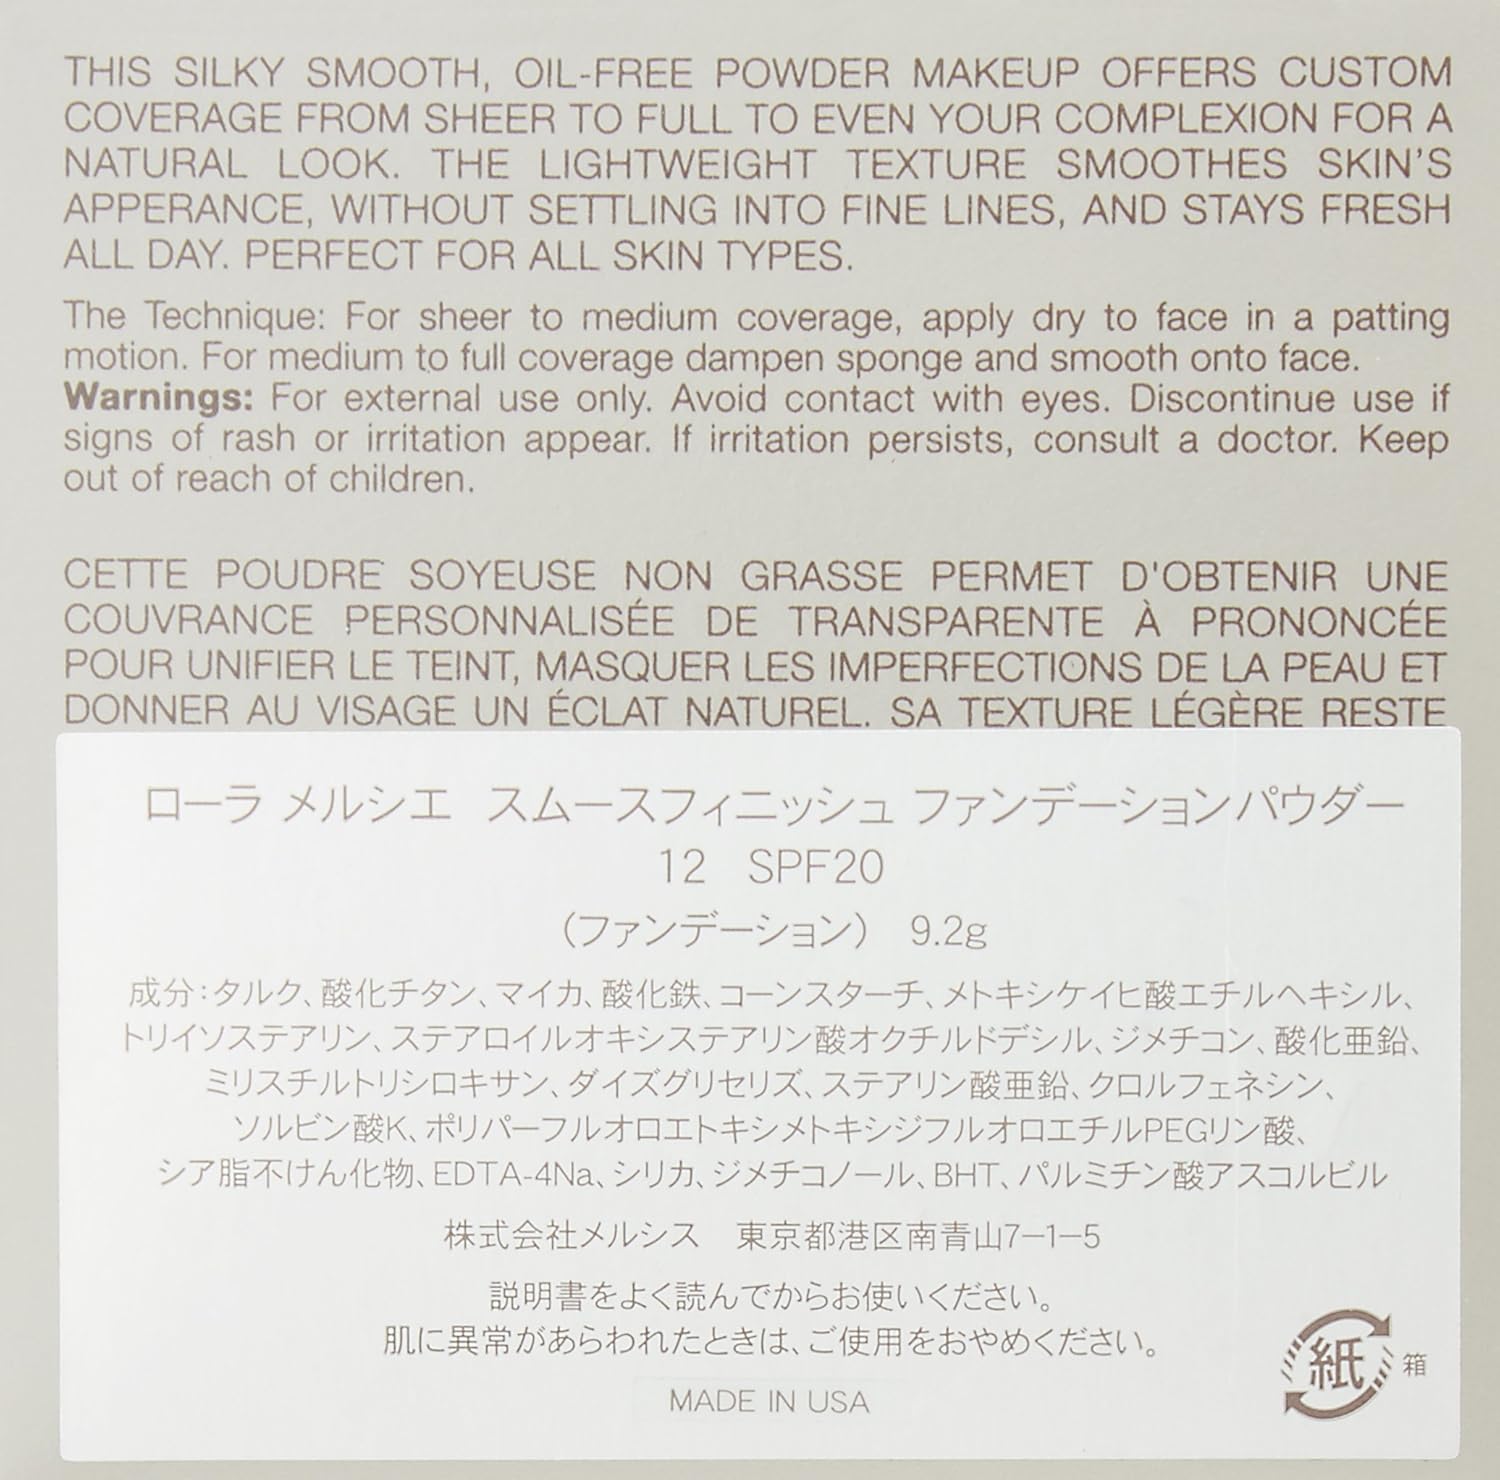 THIS SILKY SMOOTH, OIL-FREE POWDER MAKEUP OFFERS CUSTOM
COVERAGE FROM SHEER TO FULL TO EVEN YOUR COMPLEXION FOR A
NATURAL LOOK. THE LIGHTWEIGHT TEXTURE SMOOTHES SKIN'S
APPERANCE, WITHOUT SETTLING INTO FINE LINES, AND STAYS FRESH
ALL DAY. PERFECT FOR ALL SKIN TYPES.
The Technique: For sheer to medium coverage, apply dry to face in a patting
motion. For medium to full coverage dampen sponge and smooth onto face.
Warnings: For external use only. Avoid contact with eyes. Discontinue use if
signs of rash or irritation appear. If irritation persists, consult a doctor. Keep
out of reach of children.
CETTE POUDRE SOYEUSE NON GRASSE PERMET D'OBTENIR UNE
COUVRANCE PERSONNALISÉE DE TRANSPARENTE À PRONONCÉE
POUR UNIFIER LE TEINT, MASQUER LES IMPERFECTIONS DE LA PEAU ET
DONNER AU VISAGE UN ÉCLAT NATUREL. SA TEXTURE LÉGÈRE RESTE
ローラ メルシエ スムースフィニッシュ ファンデーションパウダー
12 SPF20
（ファンデーション） 9.2g
成分：タルク、酸化チタン、マイカ、酸化鉄、コーンスターチ、メトキシケイヒ酸エチルヘキシル、
トリイソステアリン、ステアロイルオキシステアリン酸オクチルドデシル、ジメチコン、酸化亜鉛、
ミリスチルトリシロキサン、ダイズグリセリズ、ステアリン酸亜鉛、クロルフェネシン、
ソルビン酸K、ポリパーフルオロエトキシメトキシジフルオロエチルPEGリン酸、
シア脂不けん化物、EDTA-4Na、シリカ、ジメチコノール、BHT、パルミチン酸アスコルビル
株式会社メルシス 東京都港区南青山7ー1ー5
説明書をよく読んでからお使いください。
肌に異常があらわれたときは、ご使用をおやめください。
MADE IN USA
紙 箱